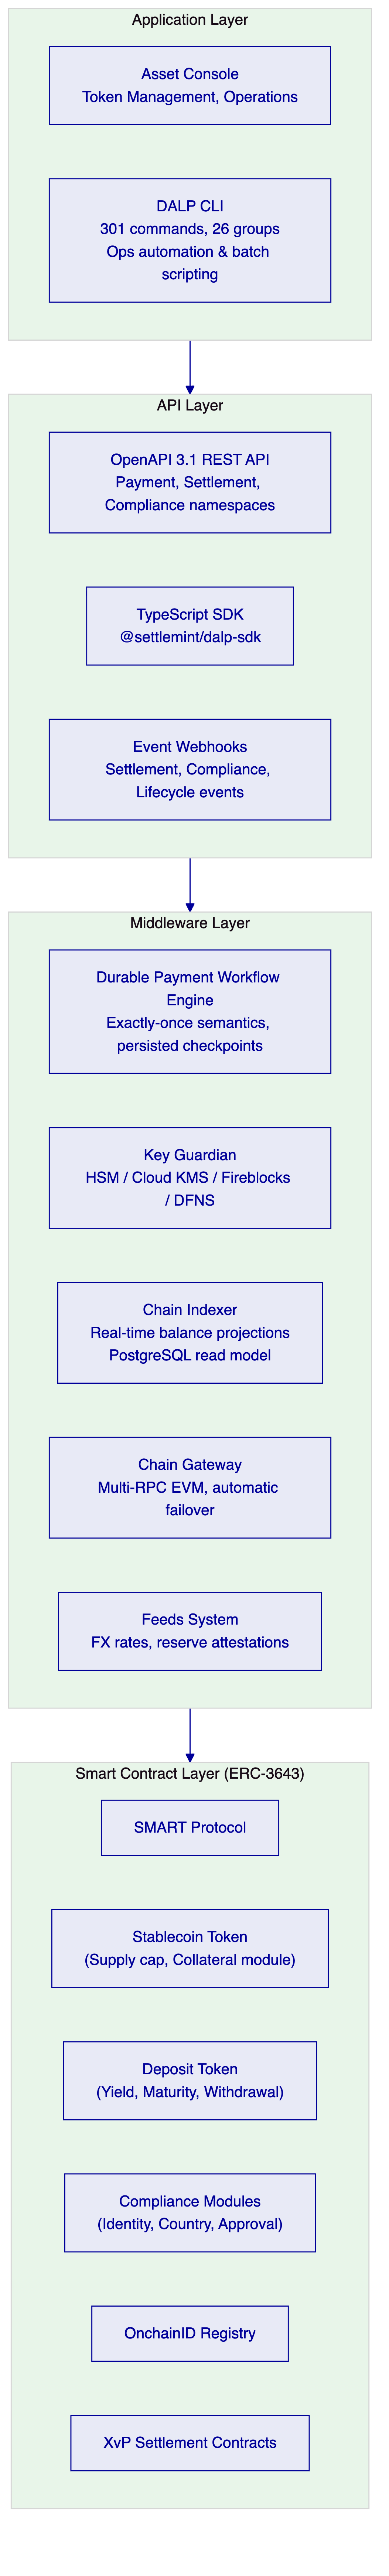 Application Layer
Asset Console
Token Management, Operations
DALP CLI
301 commands, 26 groups
Ops automation & batch
scripting
API Layer
OpenAPI 3.1 REST API
Payment, Settlement,
Compliance namespaces
TypeScript SDK
@settlemint/dalp-sdk
Event Webhooks
Settlement, Compliance,
Lifecycle events
Middleware Layer
Durable Payment Workflow
Engine
Exactly-once semantics,
persisted checkpoints
Key Guardian
HSM / Cloud KMS / Fireblocks
/ DFNS
Chain Indexer
Real-time balance projections
PostgreSQL read model
Chain Gateway
Multi-RPC EVM, automatic
failover
Feeds System
FX rates, reserve attestations
Smart Contract Layer (ERC-3643)
SMART Protocol
Stablecoin Token
(Supply cap, Collateral module)
Deposit Token
(Yield, Maturity, Withdrawal)
Compliance Modules
(Identity, Country, Approval)
OnchainID Registry
XvP Settlement Contracts